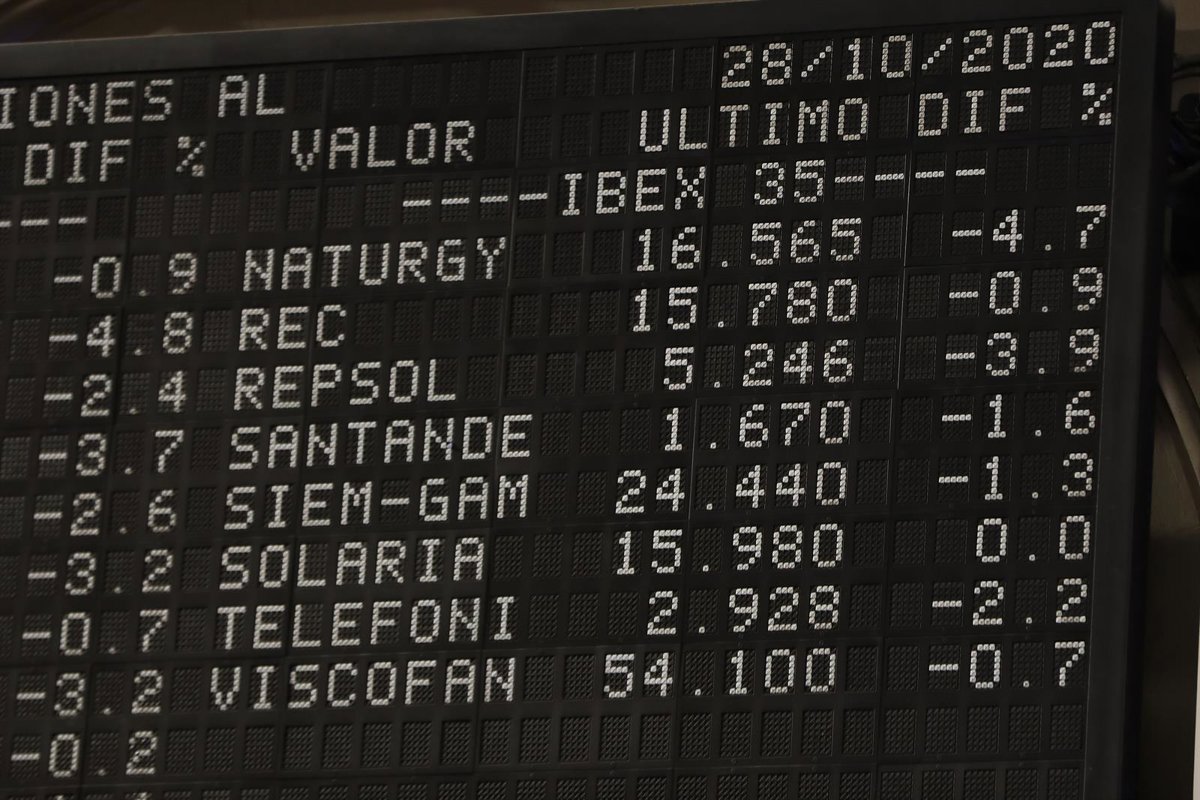 IONES AL 28/10/2020
DIF % VALOR ULTIMO DIF %
--- ----IBEX 35----
-0.9 NATURGY 16.565 -4.7
-4.8 REC 15.780 -0.9
-2.4 REPSOL 5.246 -3.9
-3.7 SANTANDE 1.670 -1.6
-2.6 SIEM-GAM 24.440 -1.3
-3.2 SOLARIA 15.980 0.0
-0.7 TELEFONI 2.928 -2.2
-3.2 VISCOFAN 54.100 -0.7
-0.2